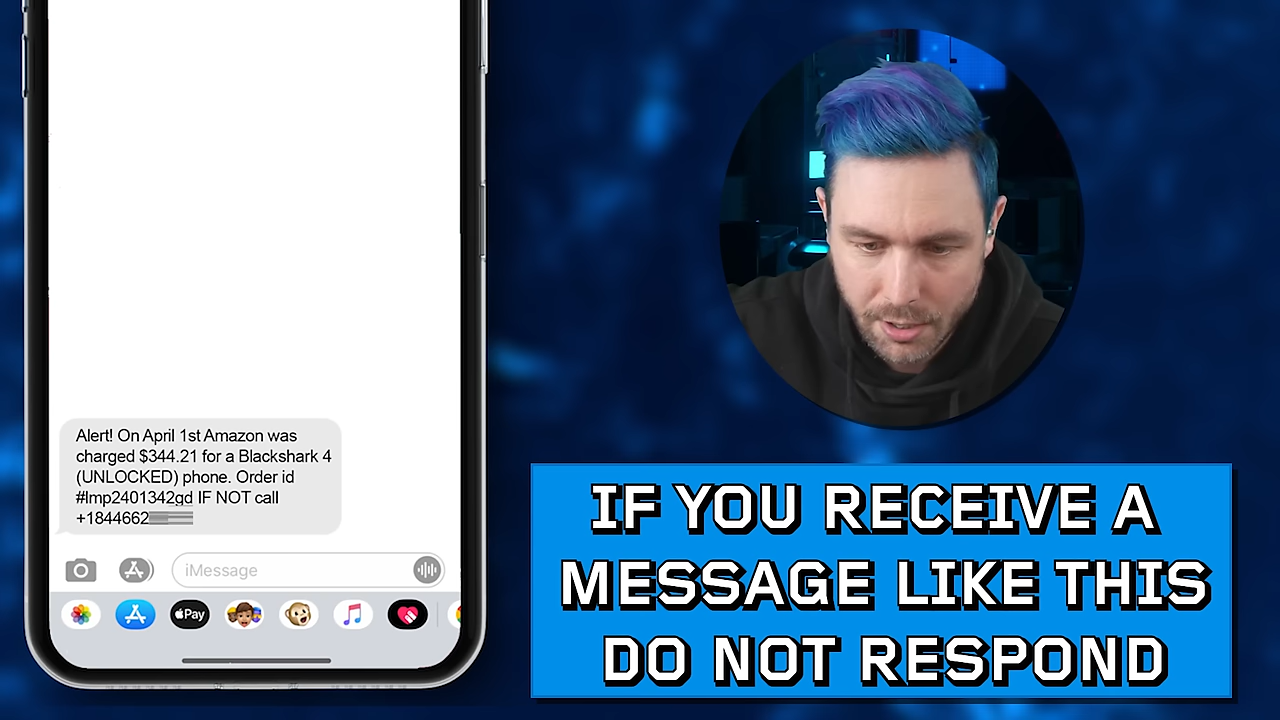 Alert! On April 1st Amazon was
charged $344.21 for a Blackshark 4
(UNLOCKED) phone. Order id
#lmp2401342gd IF NOT call
+1844662
iMessage
Pay
IF YOU RECEIVE A
MESSAGE LIKE THIS
DO NOT RESPOND